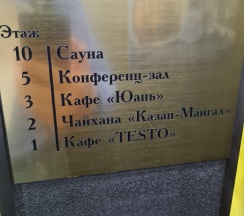 Этаж
10 Сауна
5 Конференц-зал
3 Кафе «Юань»
2 Чайхана «Казан-Мангал»
1 Кафе «TESTO»